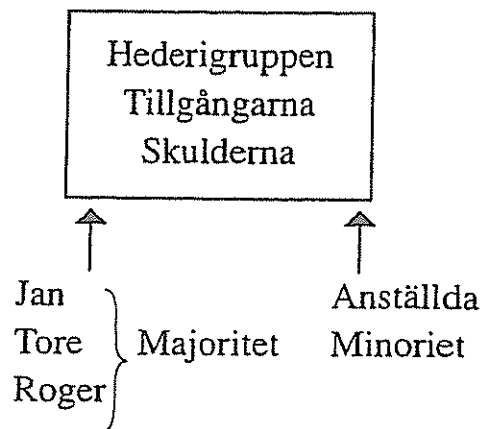 Hederigruppen
Tillgångarna
Skulderna
Jan
Tore
Roger
Majoritet
Anställda
Minoriet